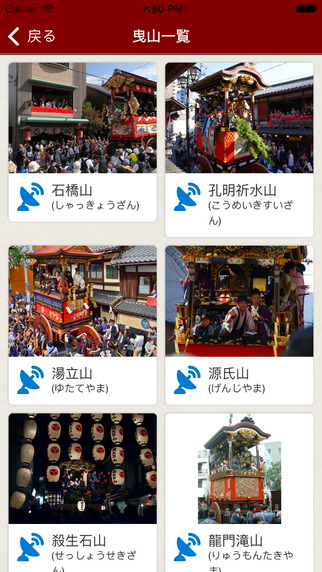 Carrier 7:50 PM
戻る 曳山一覧
石橋山
(しゃっきょうざん)
孔明祈水山
(こうめいきすいざ
ん)
湯立山
(ゆたてやま)
源氏山
(げんじやま)
殺生石山
(せっしょうせきざ
ん)
龍門滝山
(りゅうもんたきや
ま)